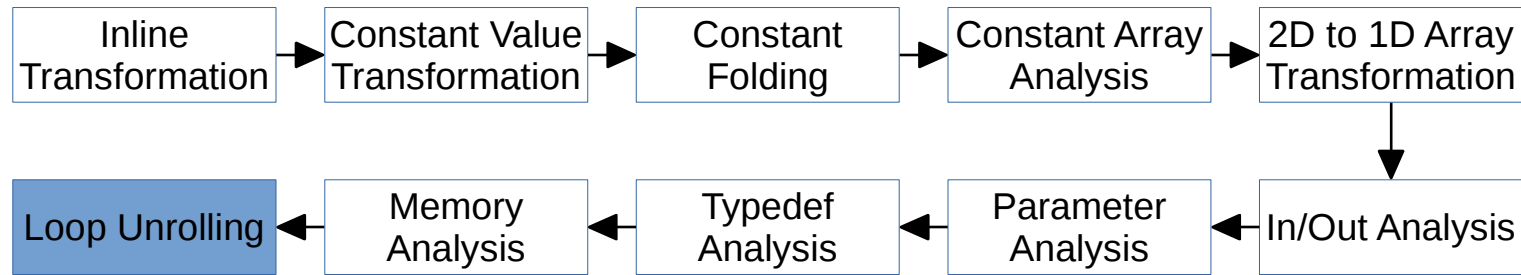 Inline
Transformation
Constant Value
Transformation
Constant
Folding
Constant Array
Analysis
2D to 1D Array
Transformation
Loop Unrolling
Memory
Analysis
Typedef
Analysis
Parameter
Analysis
In/Out Analysis